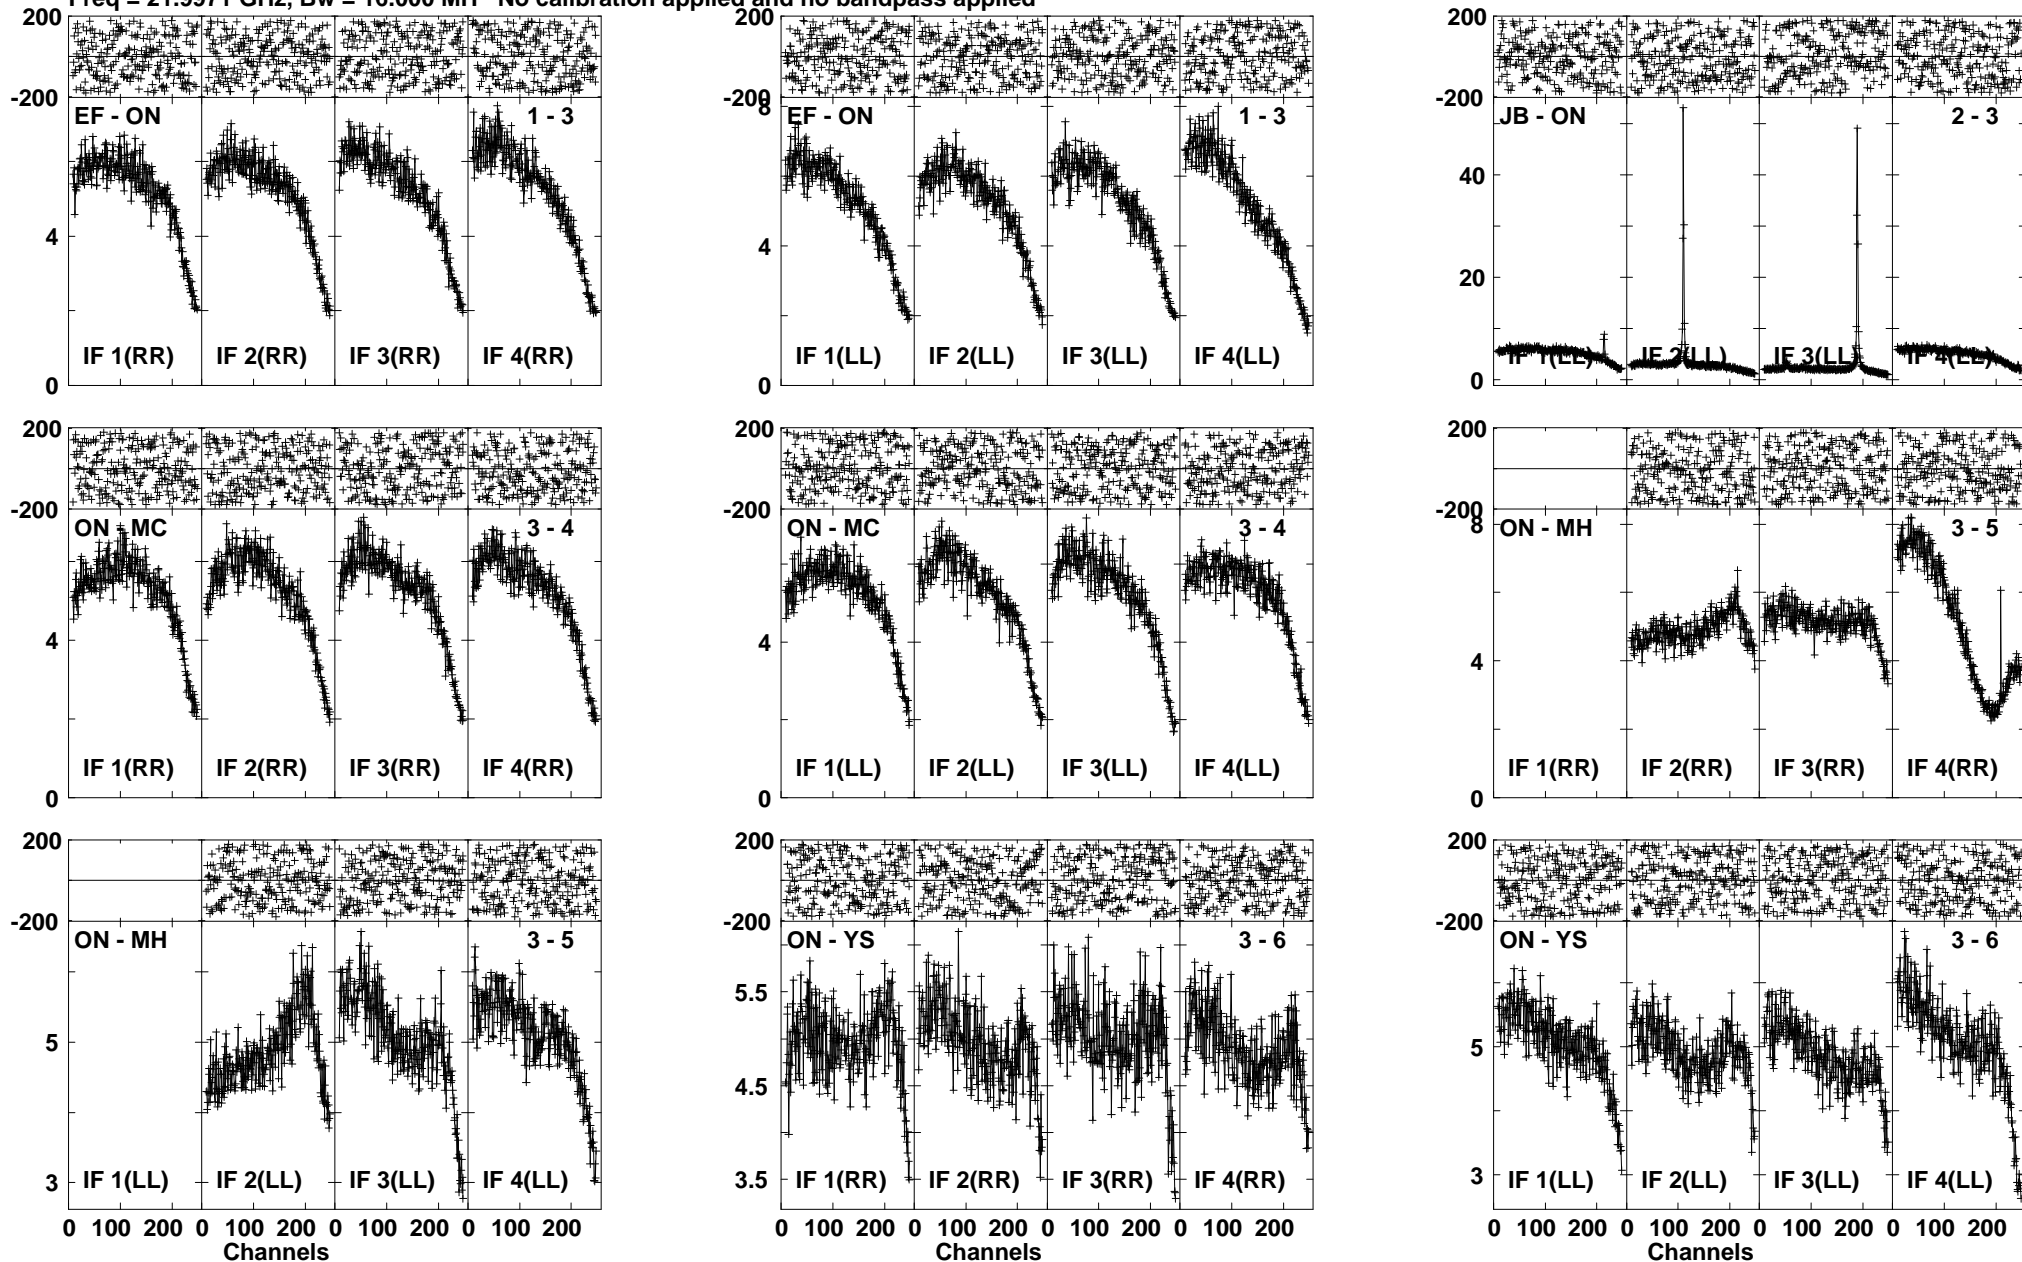 Freq = 21.9971 GHz, Bw = 16.000 MH No calibration applied and no bandpass applied
200
-200
EF - ON 1 - 3
4
0
IF 1(RR) IF 2(RR) IF 3(RR) IF 4(RR)
200
-200
8
EF - ON 1 - 3
4
0
IF 1(LL) IF 2(LL) IF 3(LL) IF 4(LL)
200
-200
JB - ON 2 - 3
40
20
0
IF 1(LL) IF 2(LL) IF 3(LL) IF 4(LL)
200
-200
ON - MC 3 - 4
4
0
IF 1(RR) IF 2(RR) IF 3(RR) IF 4(RR)
200
-200
ON - MC 3 - 4
4
0
IF 1(LL) IF 2(LL) IF 3(LL) IF 4(LL)
200
-200
8
ON - MH 3 - 5
4
0
IF 1(RR) IF 2(RR) IF 3(RR) IF 4(RR)
200
-200
ON - MH 3 - 5
5
3
IF 1(LL) IF 2(LL) IF 3(LL) IF 4(LL)
0 100 200 0 100 200 0 100 200 0 100 200
Channels
200
-200
ON - YS 3 - 6
5.5
4.5
3.5
IF 1(RR) IF 2(RR) IF 3(RR) IF 4(RR)
0 100 200 0 100 200 0 100 200 0 100 200
Channels
200
-200
ON - YS 3 - 6
5
3
IF 1(LL) IF 2(LL) IF 3(LL) IF 4(LL)
0 100 200 0 100 200 0 100 200 0 100 200
Channels